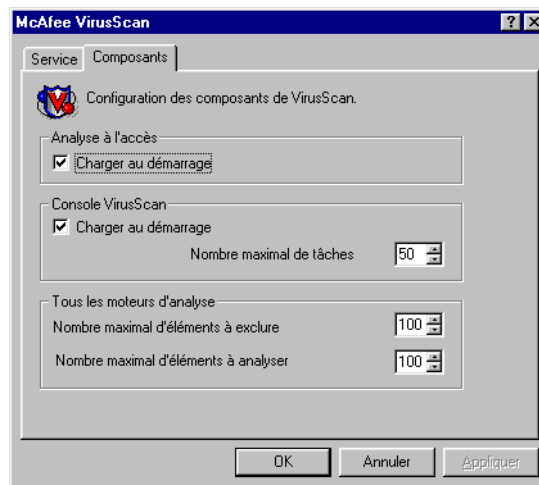 McAfee VirusScan
Service
Composants
Configuration des composants de VirusScan.
Analyse à l'accès
Charger au démarrage
Console VirusScan
Charger au démarrage
Nombre maximal de tâches
50
Tous les moteurs d'analyse
Nombre maximal d'éléments à exclure
100
Nombre maximal d'éléments à analyser
100
OK
Annuler
Appliquer